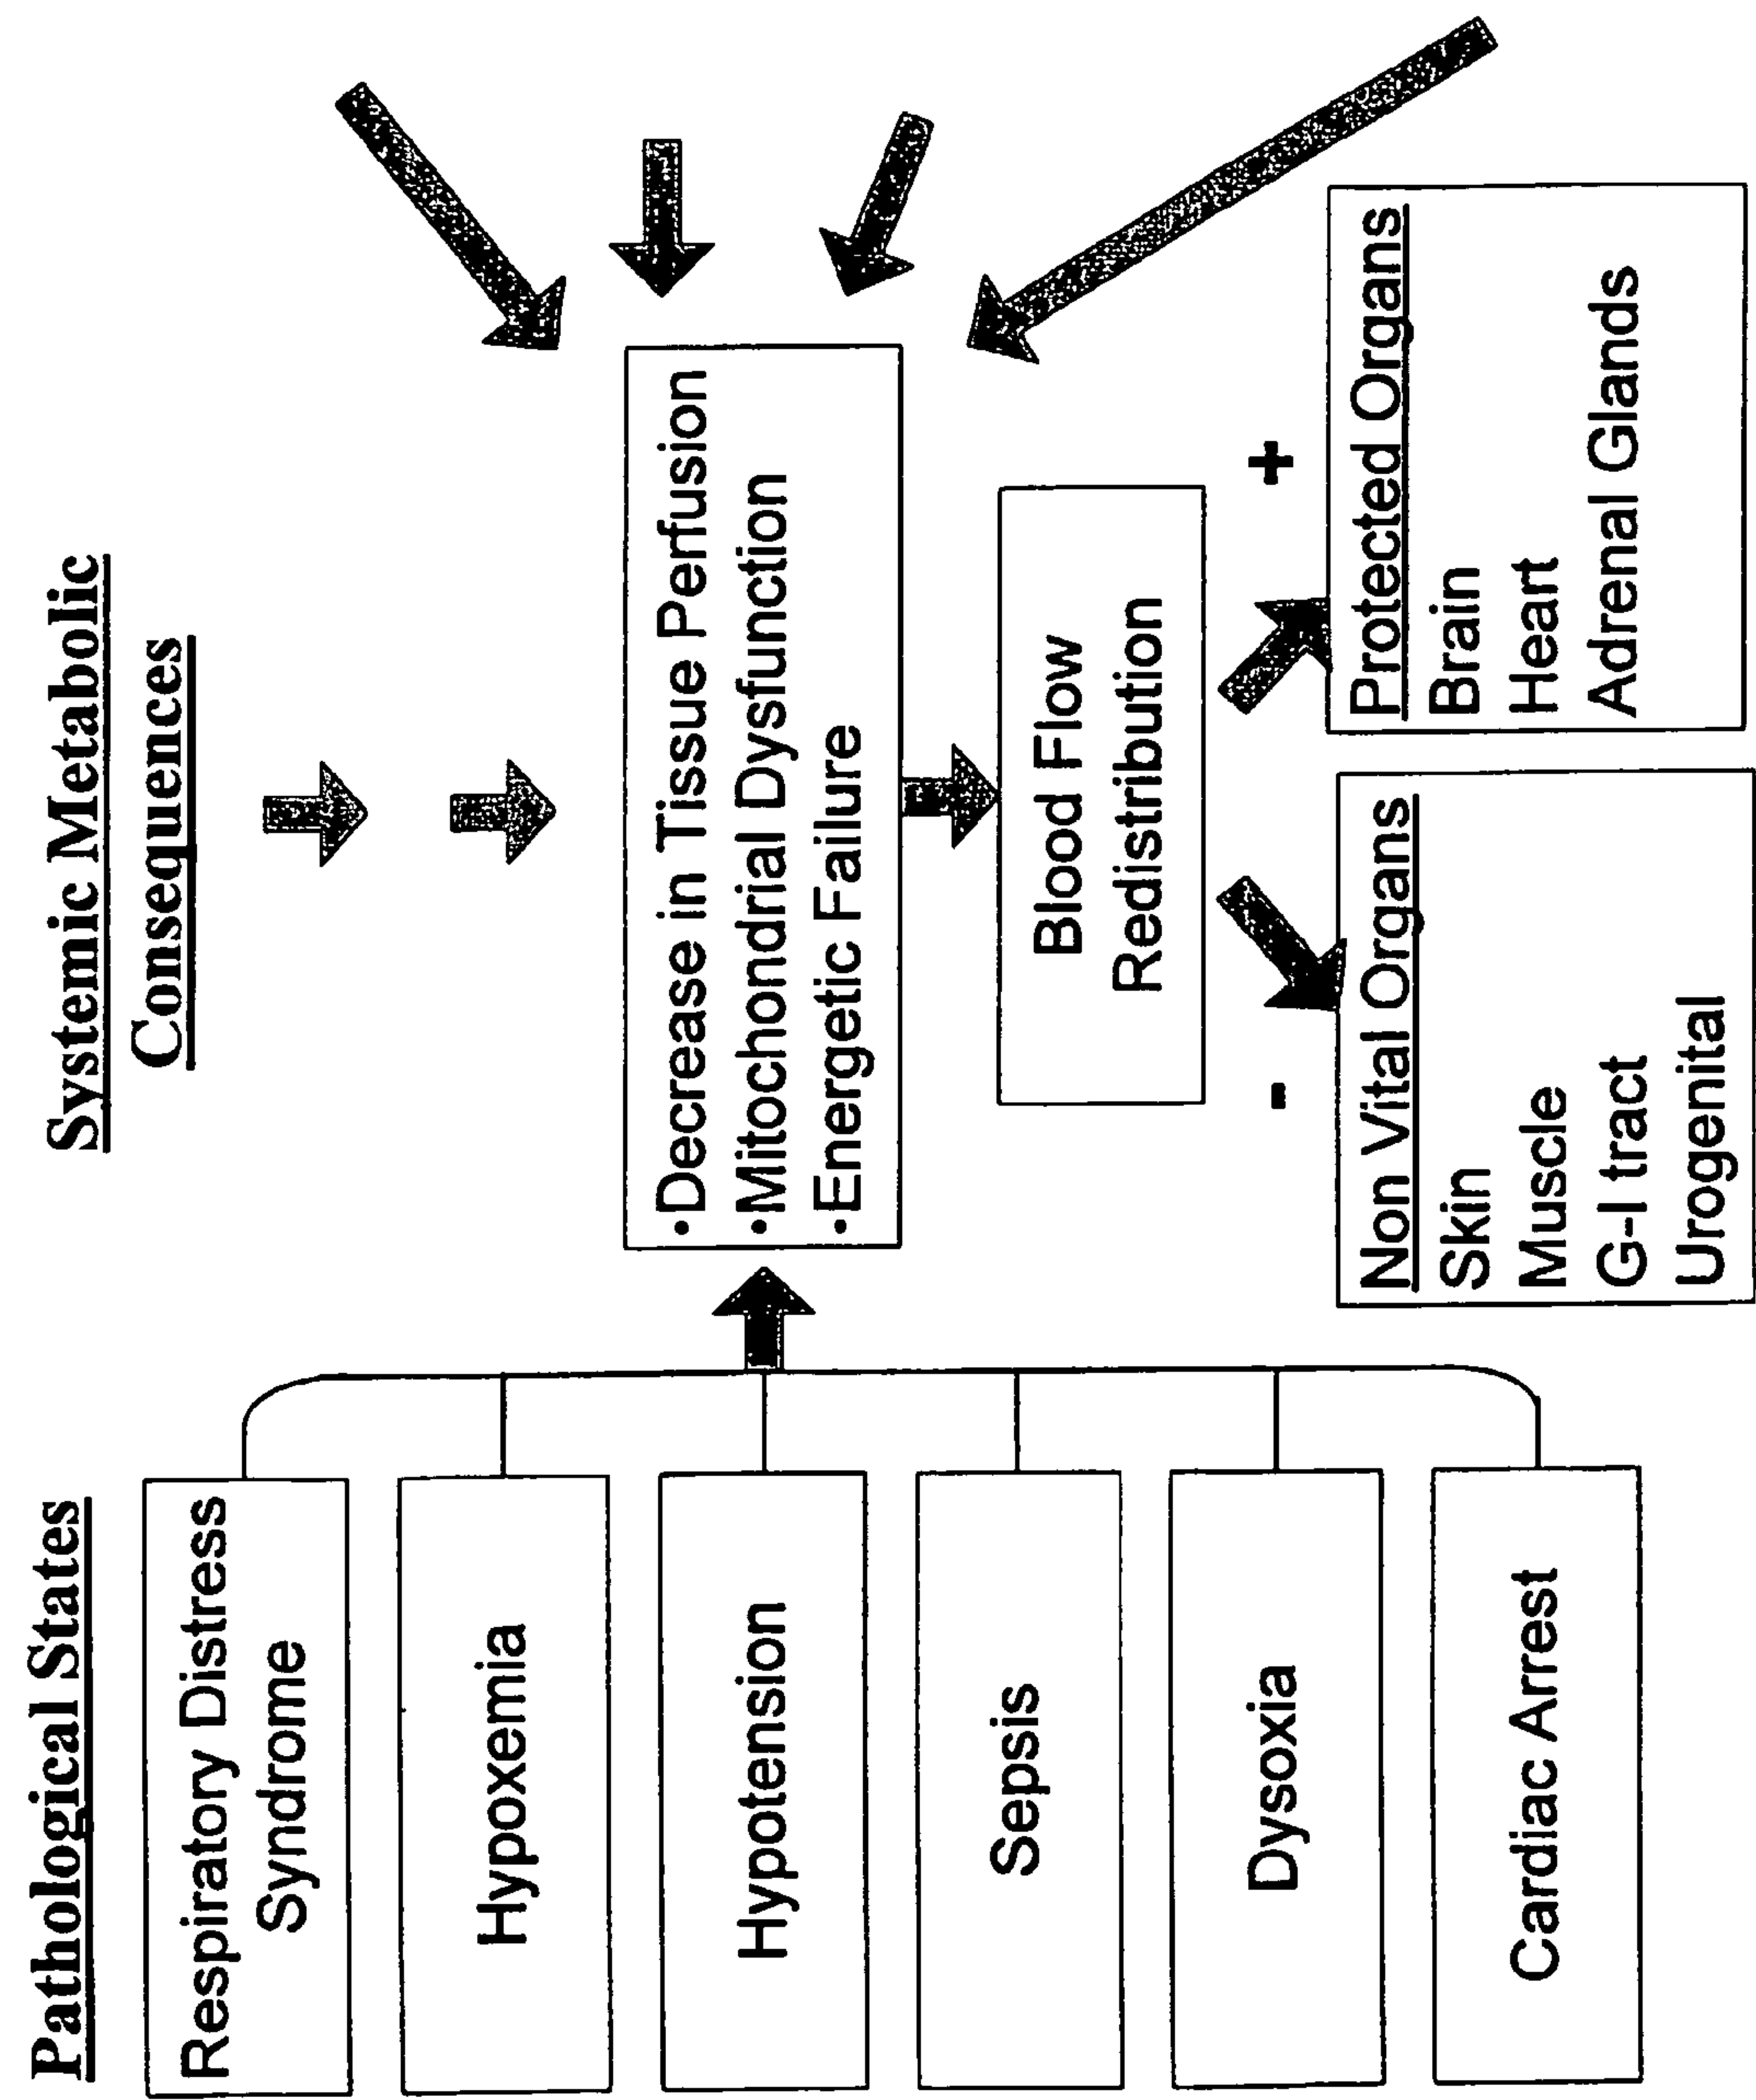 Pathological States
Respiratory Distress
Syndrome
Hypoxemia
Hypotension
Sepsis
Dysoxia
Cardiac Arrest
Systemic Metabolic
Consequences
•Decrease in Tissue Perfusion
•Mitochondrial Dysfunction
•Energetic Failure
Blood Flow
Redistribution
-
+
Non Vital Organs
Skin
Muscle
G-I tract
Urogenital
Protected Organs
Brain
Heart
Adrenal Glands